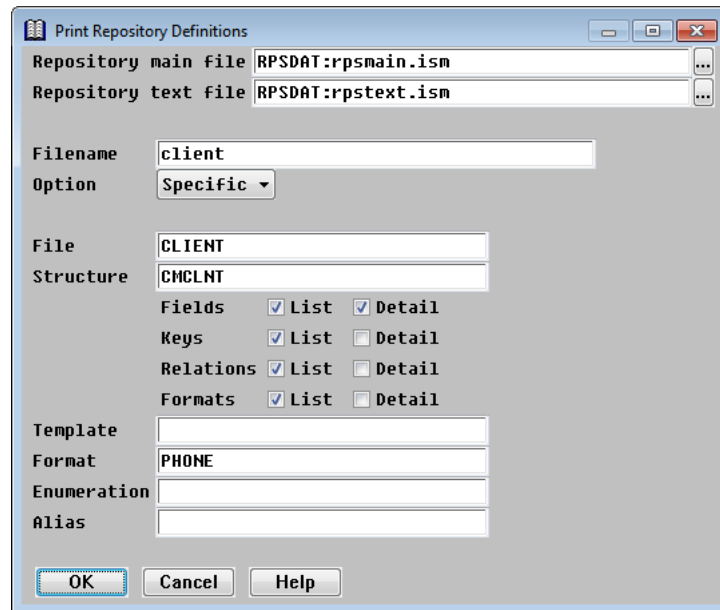 Print Repository Definitions
Repository main file RPSDAT:rpsmain.ism ...
Repository text file RPSDAT:rpstext.ism ...
Filename client
Option Specific
File CLIENT
Structure CMCLNT
Fields List Detail
Keys List Detail
Relations List Detail
Formats List Detail
Template
Format PHONE
Enumeration
Alias
OK Cancel Help